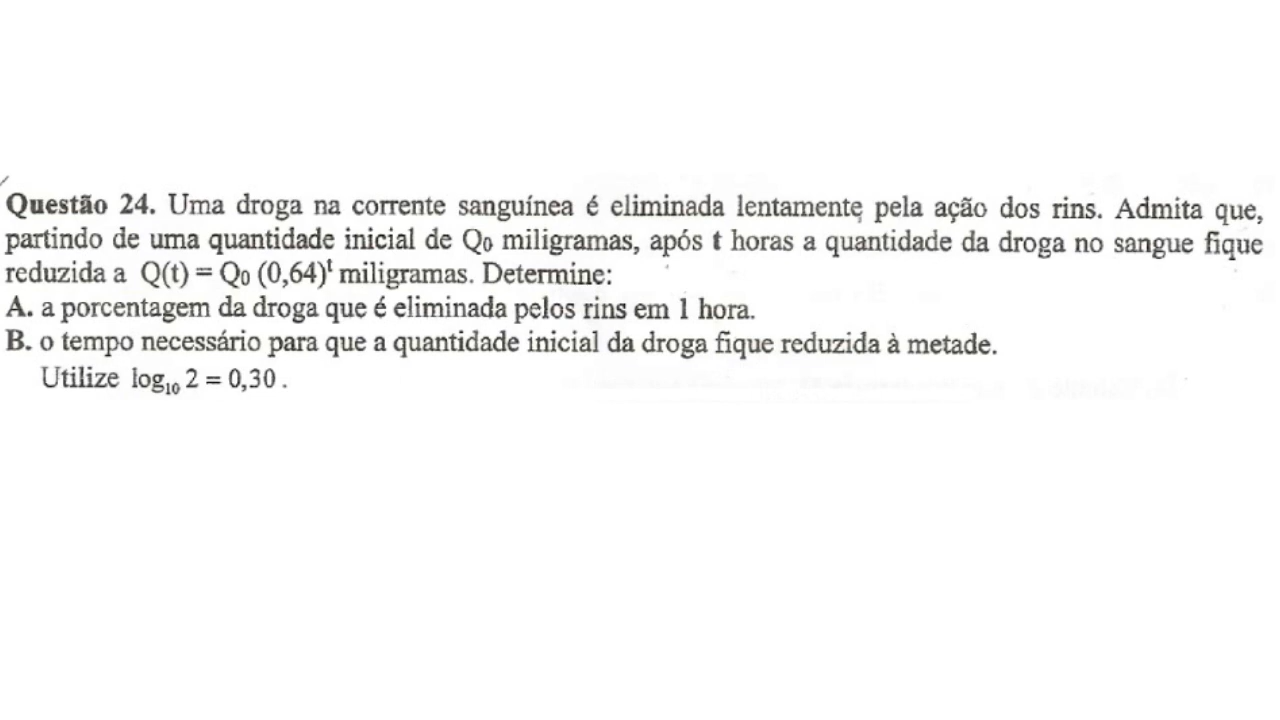 Questão 24. Uma droga na corrente sanguínea é eliminada lentamente pela ação dos rins. Admita que,
partindo de uma quantidade inicial de Q₀ miligramas, após t horas a quantidade da droga no sangue fique
reduzida a Q(t) = Q₀ (0,64)ᵗ miligramas. Determine:
A. a porcentagem da droga que é eliminada pelos rins em 1 hora.
B. o tempo necessário para que a quantidade inicial da droga fique reduzida à metade.
Utilize log₁₀ 2 = 0,30 .